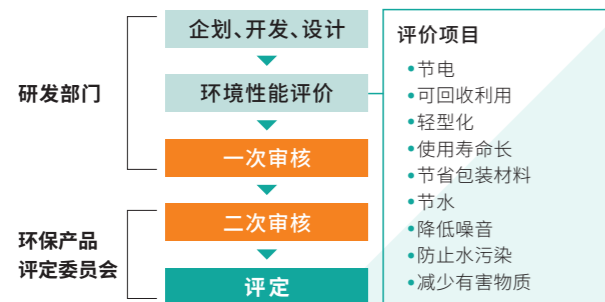 企划、开发、设计
研发部门
环境性能评价
一次审核
二次审核
环保产品
评定委员会
评定
评价项目
•节电
•可回收利用
•轻型化
•使用寿命长
•节省包装材料
•节水
•降低噪音
•防止水污染
•减少有害物质